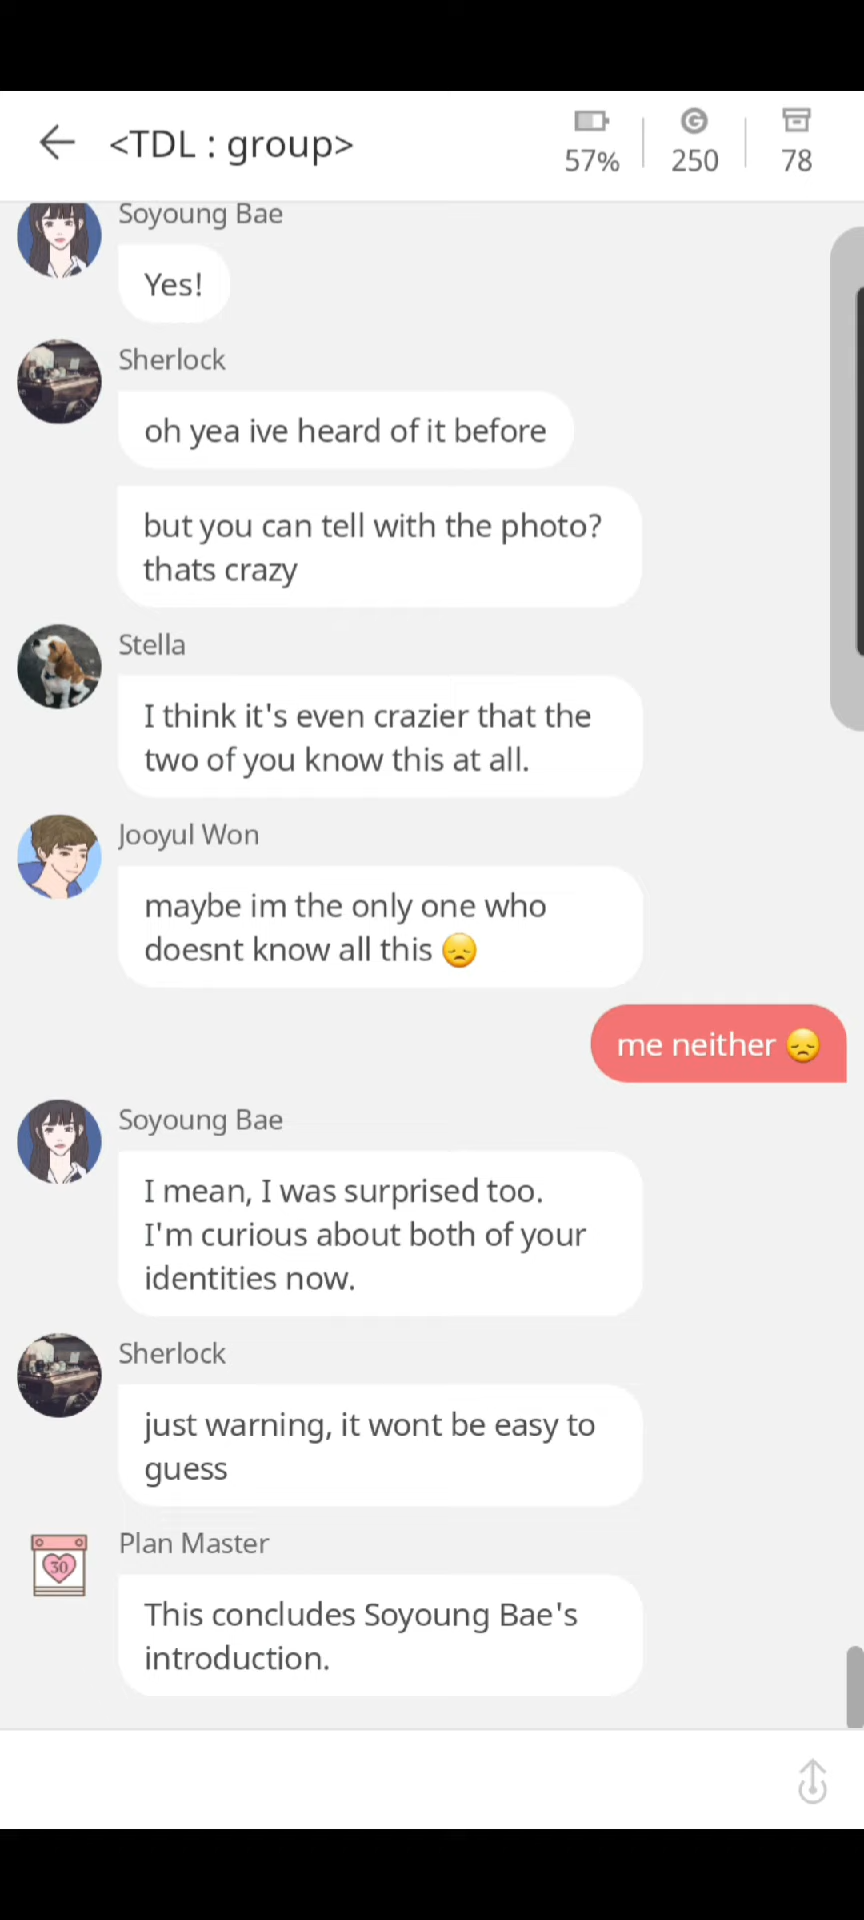 <TDL : group>
57%
250
78
Soyoung Bae
Yes!
Sherlock
oh yea ive heard of it before
but you can tell with the photo?
thats crazy
Stella
I think it's even crazier that the
two of you know this at all.
Jooyul Won
maybe im the only one who
doesnt know all this 😞
me neither 😞
Soyoung Bae
I mean, I was surprised too.
I'm curious about both of your
identities now.
Sherlock
just warning, it wont be easy to
guess
30
Plan Master
This concludes Soyoung Bae's
introduction.